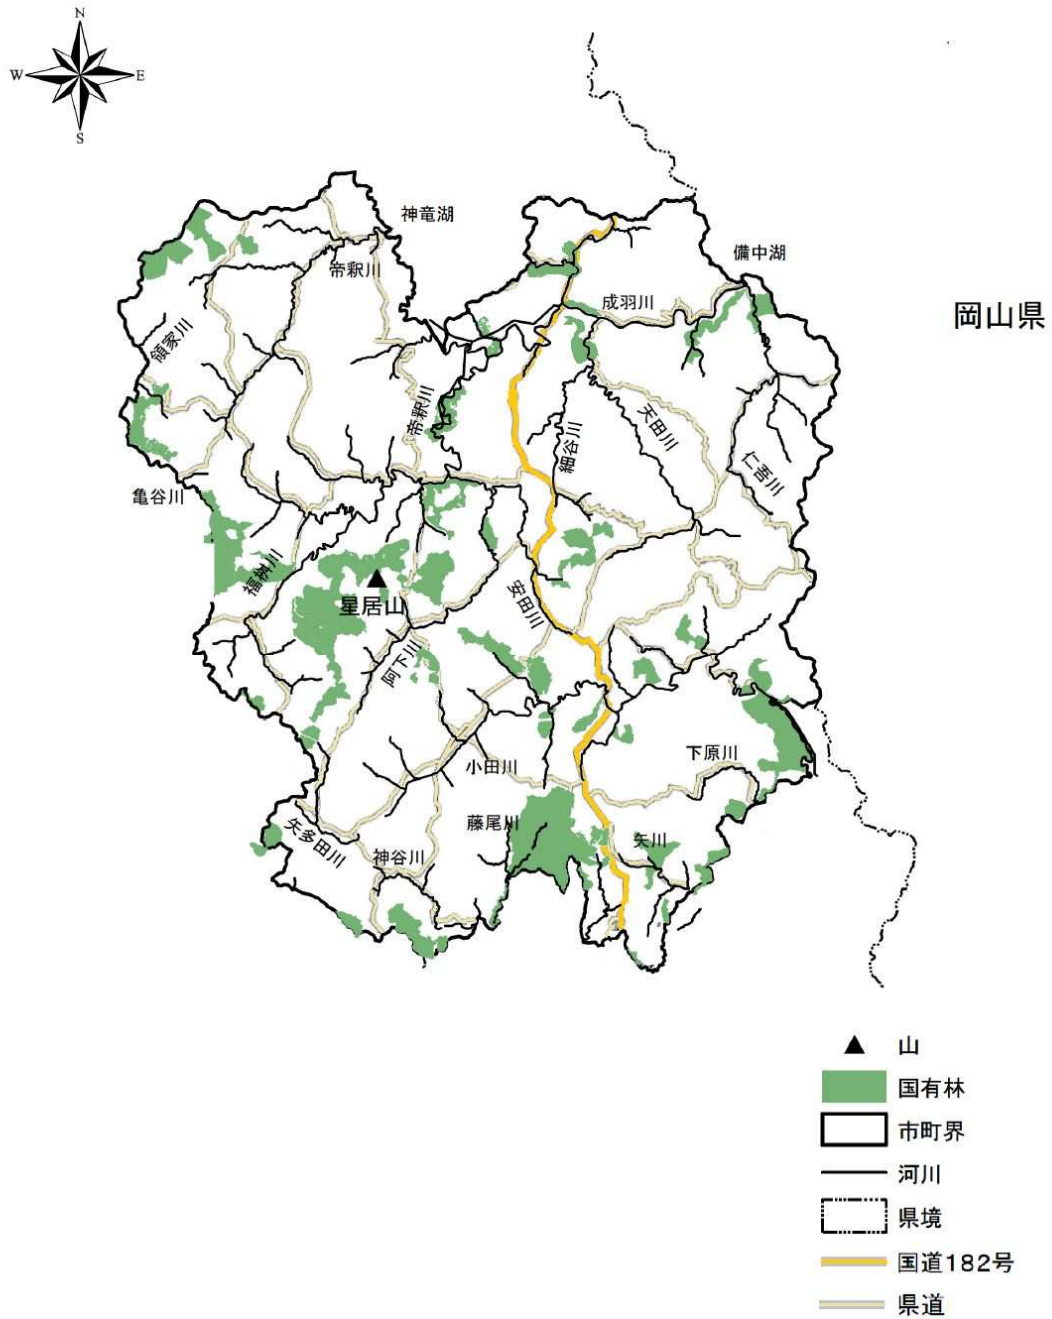 N
W
E
S
神竜湖
備中湖
帝釈川
成羽川
岡山県
領家川
帝釈川
天田川
細谷川
仁吾川
亀谷川
福桝川
星居山
安田川
阿下川
下原川
小田川
藤尾川
矢川
矢多田川
神谷川
山
国有林
市町界
河川
県境
国道182号
県道